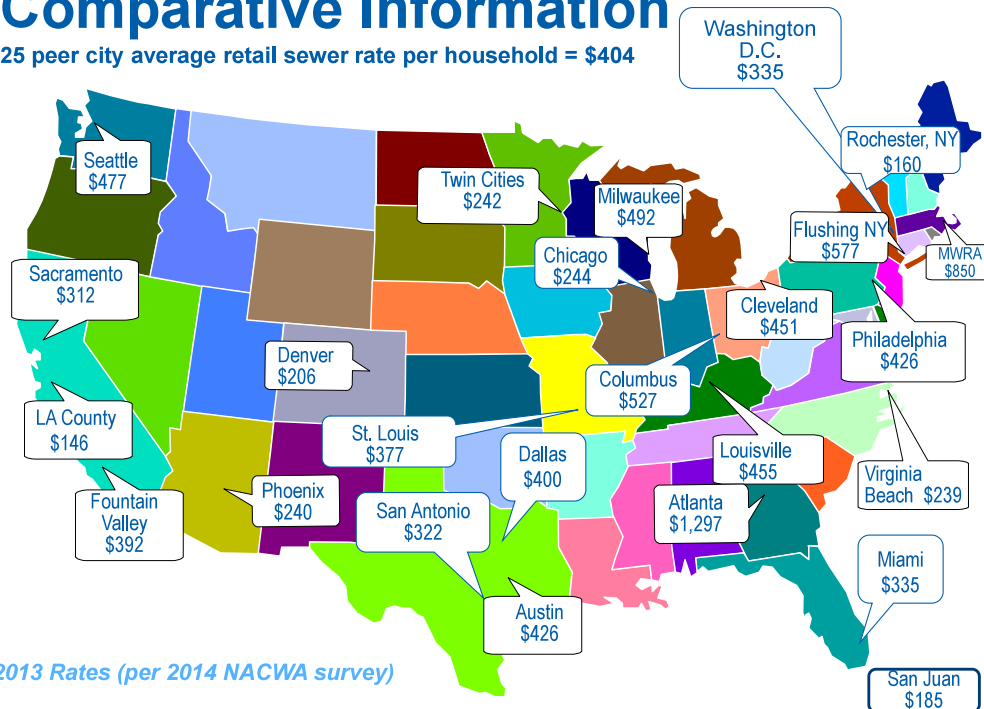 Comparative Information
25 peer city average retail sewer rate per household = $404
Washington
D.C.
$335
Rochester, NY
$160
Seattle
$477
Twin Cities
$242
Milwaukee
$492
Flushing NY
$577
MWRA
$850
Chicago
$244
Sacramento
$312
Cleveland
$451
Philadelphia
$426
Denver
$206
Columbus
$527
LA County
$146
St. Louis
$377
Dallas
$400
Louisville
$455
Virginia
Beach $239
Fountain
Valley
$392
Phoenix
$240
San Antonio
$322
Atlanta
$1,297
Miami
$335
Austin
$426
2013 Rates (per 2014 NACWA survey)
San Juan
$185